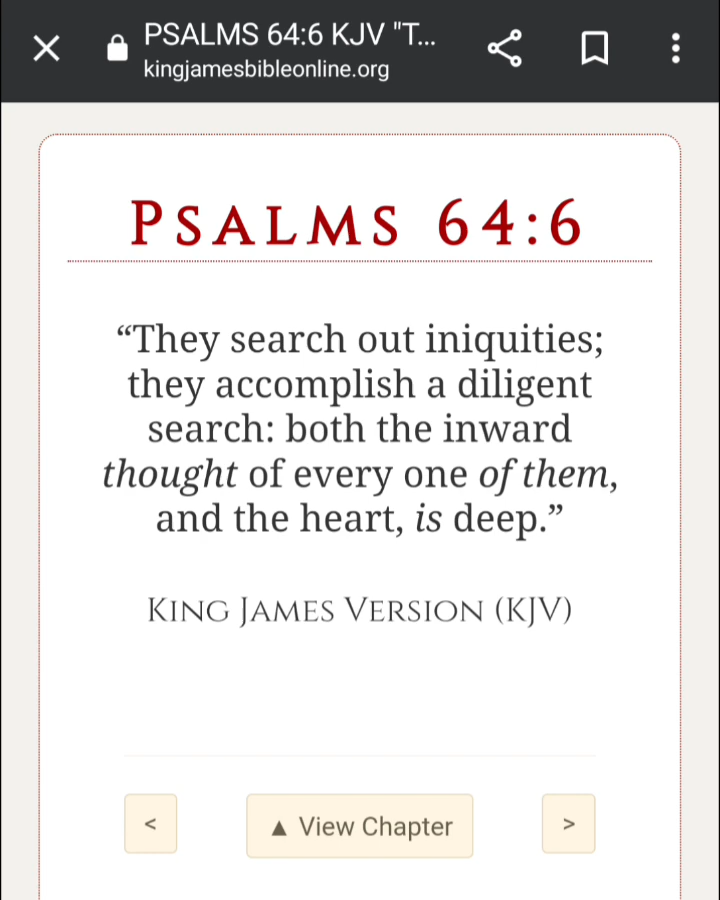 PSALMS 64:6 KJV "T...
kingjamesbibleonline.org
PSALMS 64:6
“They search out iniquities;
they accomplish a diligent
search: both the inward
thought of every one of them,
and the heart, is deep.”
KING JAMES VERSION (KJV)
< ▲ View Chapter >